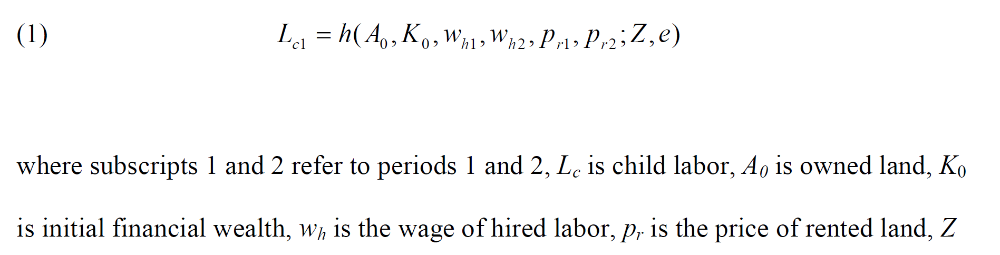 (1) L_{c1} = h(A_0, K_0, w_{h1}, w_{h2}, p_{r1}, p_{r2}; Z, e)
where subscripts 1 and 2 refer to periods 1 and 2, L_c is child labor, A_0 is owned land, K_0
is initial financial wealth, w_h is the wage of hired labor, p_r is the price of rented land, Z